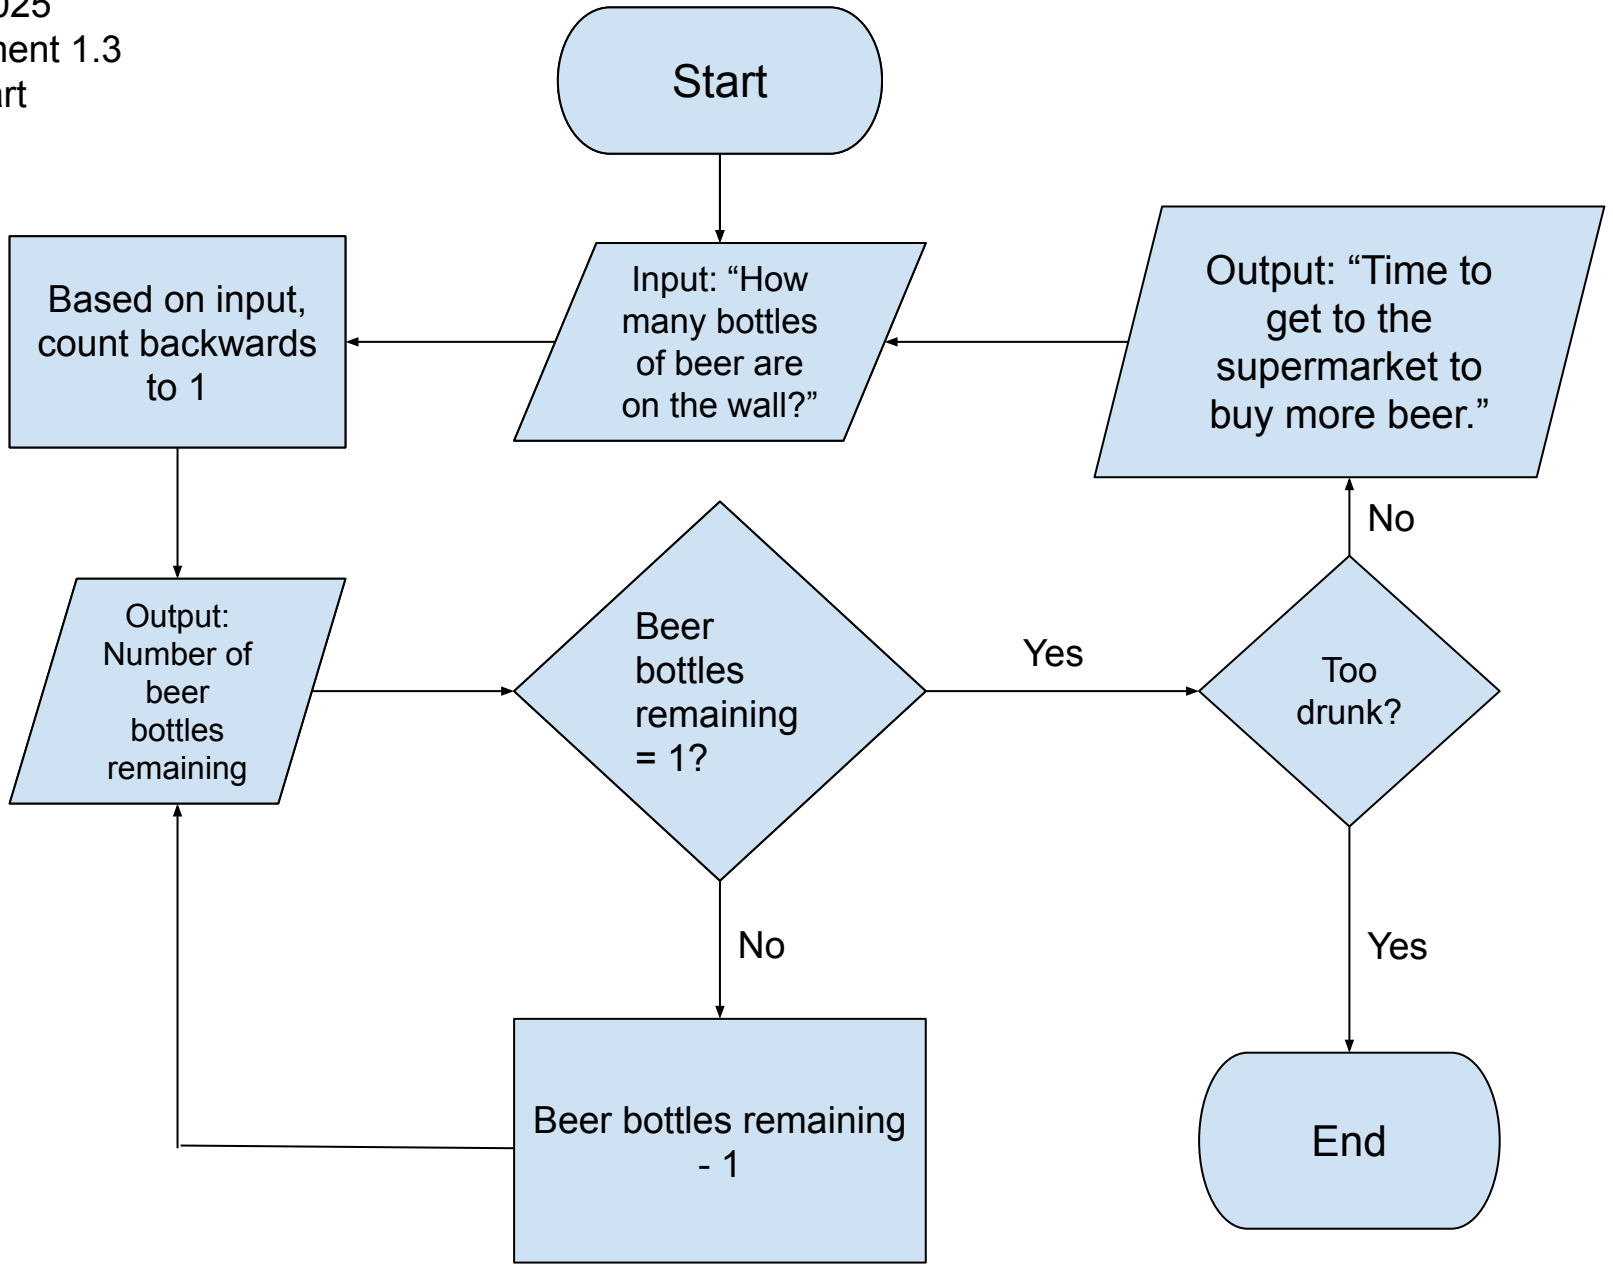 Start
Input: “How
many bottles
of beer are
on the wall?”
Based on input,
count backwards
to 1
Output:
Number of
beer
bottles
remaining
Beer
bottles
remaining
= 1?
No
Beer bottles remaining
- 1
Yes
Too
drunk?
No
Output: “Time to
get to the
supermarket to
buy more beer.”
Yes
End
1.3